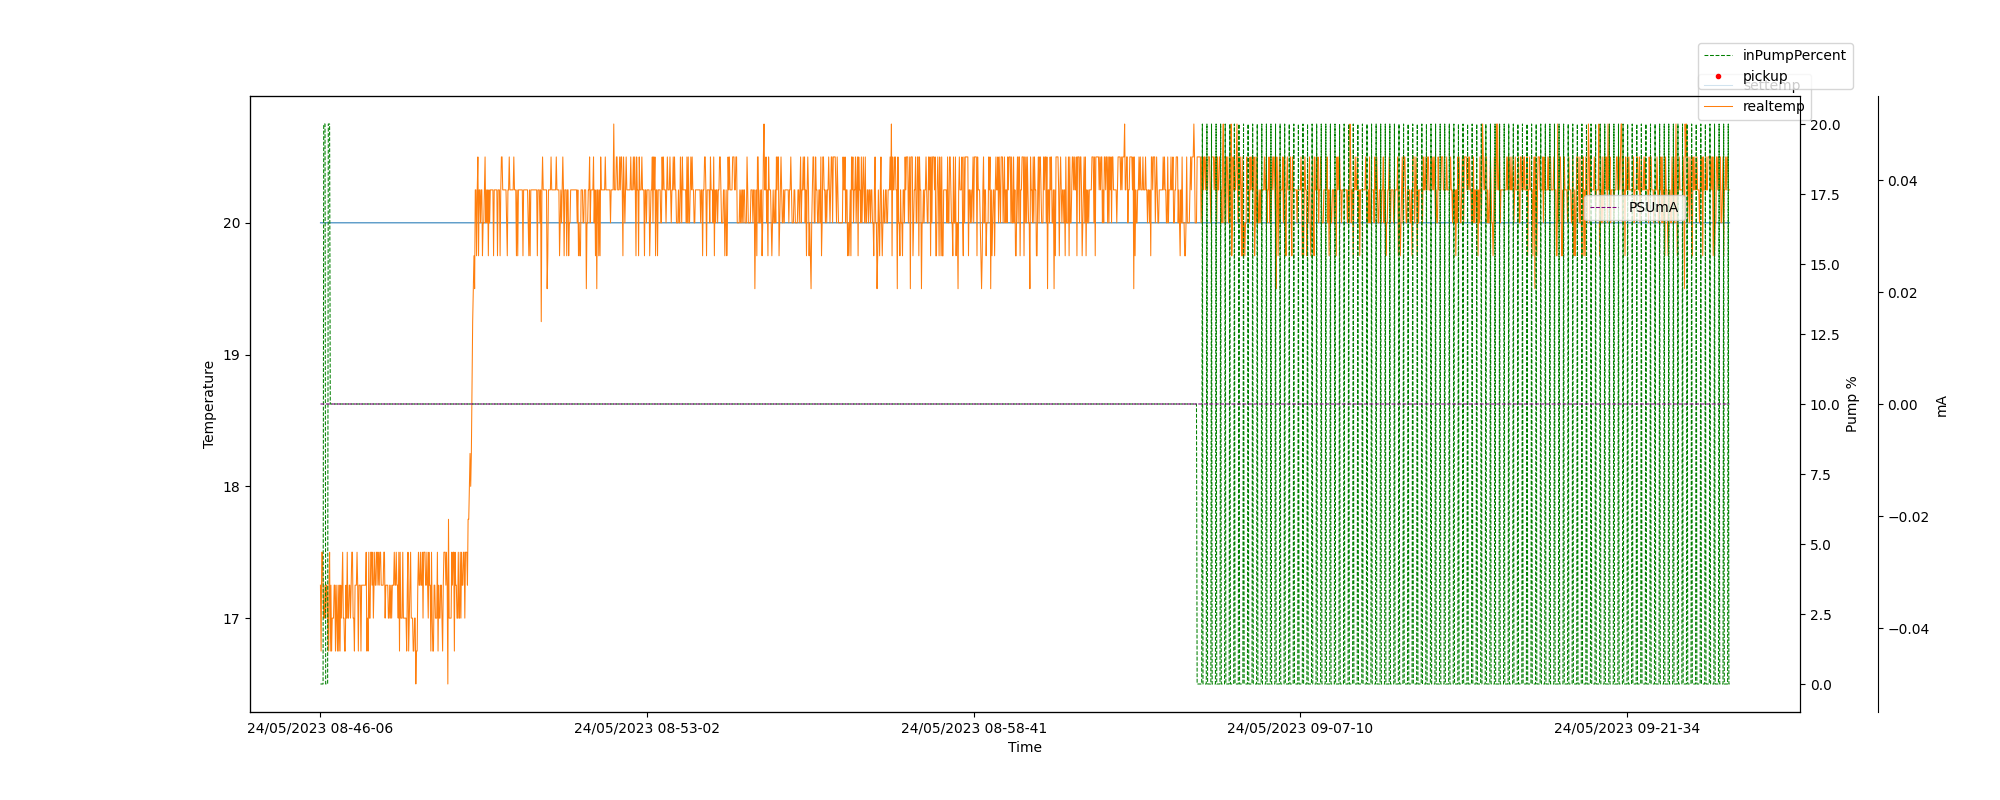 inPumpPercent
pickup
settemp
realtemp
PSUmA
20
19
18
17
Temperature
20.0
17.5
15.0
12.5
10.0
7.5
5.0
2.5
0.0
Pump %
0.04
0.02
0.00
−0.02
−0.04
mA
24/05/2023 08-46-06
24/05/2023 08-53-02
24/05/2023 08-58-41
24/05/2023 09-07-10
24/05/2023 09-21-34
Time